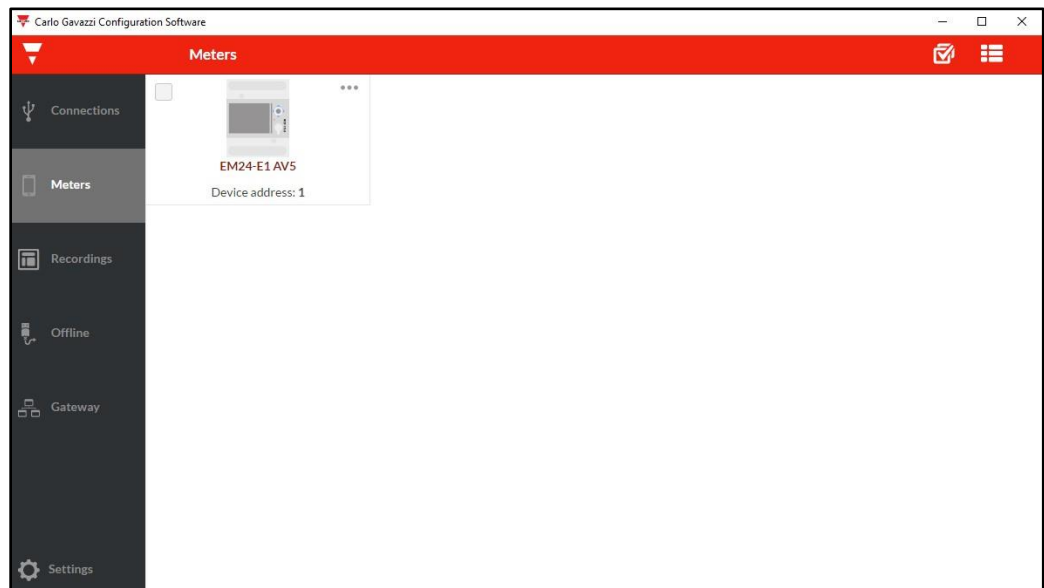 Carlo Gavazzi Configuration Software
Meters
Connections
Meters
Recordings
Offline
Gateway
Settings
EM24-E1 AV5
Device address: 1